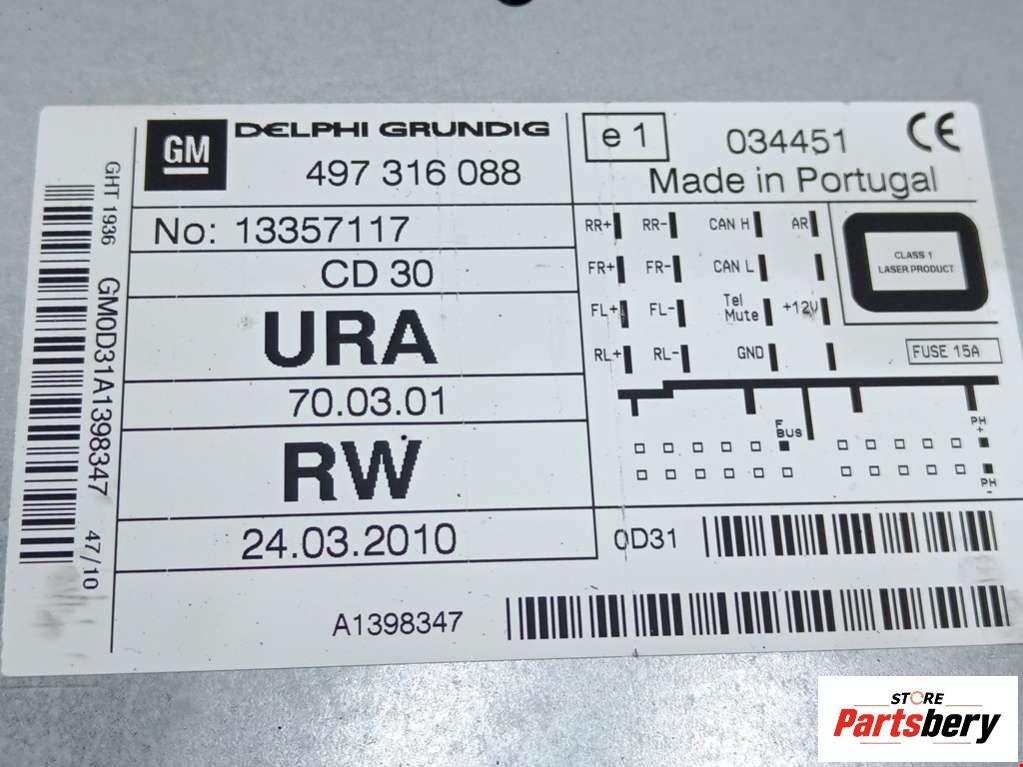 GM
DELPHI GRUNDIG
497 316 088
e 1
034451
CE
Made in Portugal
GHT 1936
GM0D31A1398347
47/10
No: 13357117
CD 30
URA
70.03.01
RW
24.03.2010
RR+ RR- CAN H AR
FR+ FR- CAN L
FL+ FL- Tel Mute +12V
RL+ RL- GND
CLASS 1
LASER PRODUCT
FUSE 15A
F
BUS
PH
+
PH
-
0D31
A1398347
STORE
Partsbery